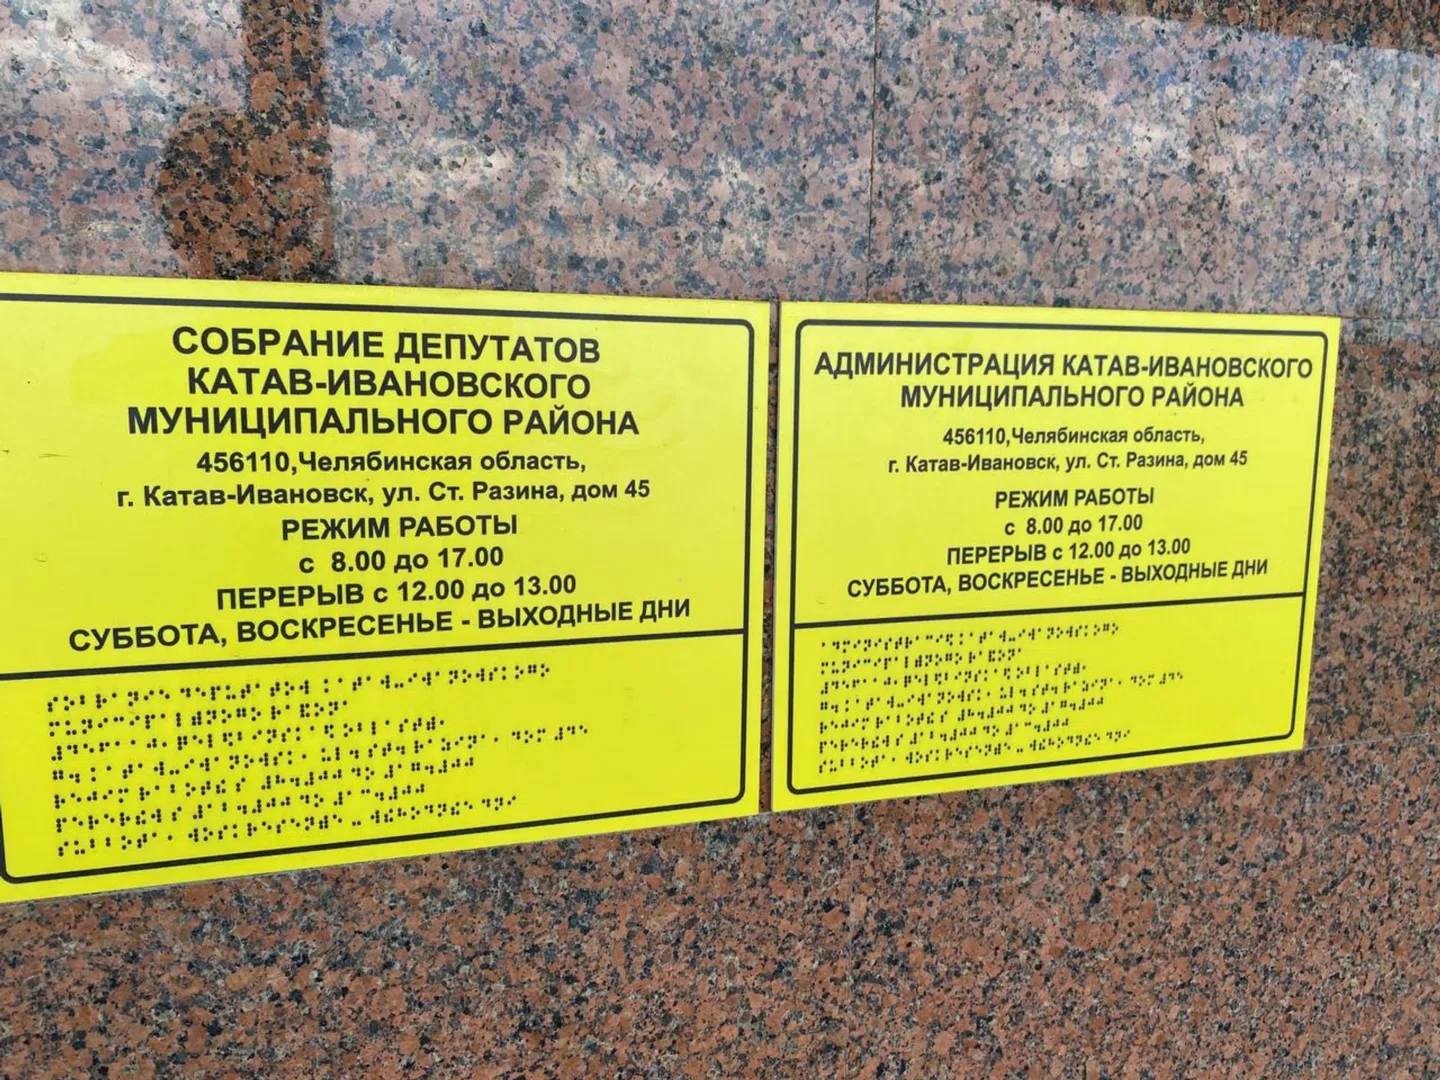 СОБРАНИЕ ДЕПУТАТОВ
КАТАВ-ИВАНОВСКОГО
МУНИЦИПАЛЬНОГО РАЙОНА
456110,Челябинская область,
г. Катав-Ивановск, ул. Ст. Разина, дом 45
РЕЖИМ РАБОТЫ
с 8.00 до 17.00
ПЕРЕРЫВ с 12.00 до 13.00
СУББОТА, ВОСКРЕСЕНЬЕ - ВЫХОДНЫЕ ДНИ
АДМИНИСТРАЦИЯ КАТАВ-ИВАНОВСКОГО
МУНИЦИПАЛЬНОГО РАЙОНА
456110,Челябинская область,
г. Катав-Ивановск, ул. Ст. Разина, дом 45
РЕЖИМ РАБОТЫ
с 8.00 до 17.00
ПЕРЕРЫВ с 12.00 до 13.00
СУББОТА, ВОСКРЕСЕНЬЕ - ВЫХОДНЫЕ ДНИ